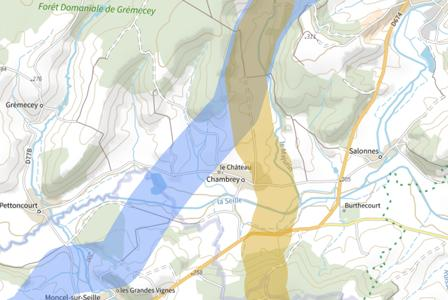 Forêt Domaniale de Grémecey
D674
Grémecey
D77B
Salonnes
le Château
Chambrey
Pettoncourt
la Seille
Burthecourt
les Grandes Vignes
Moncel-sur-Seille